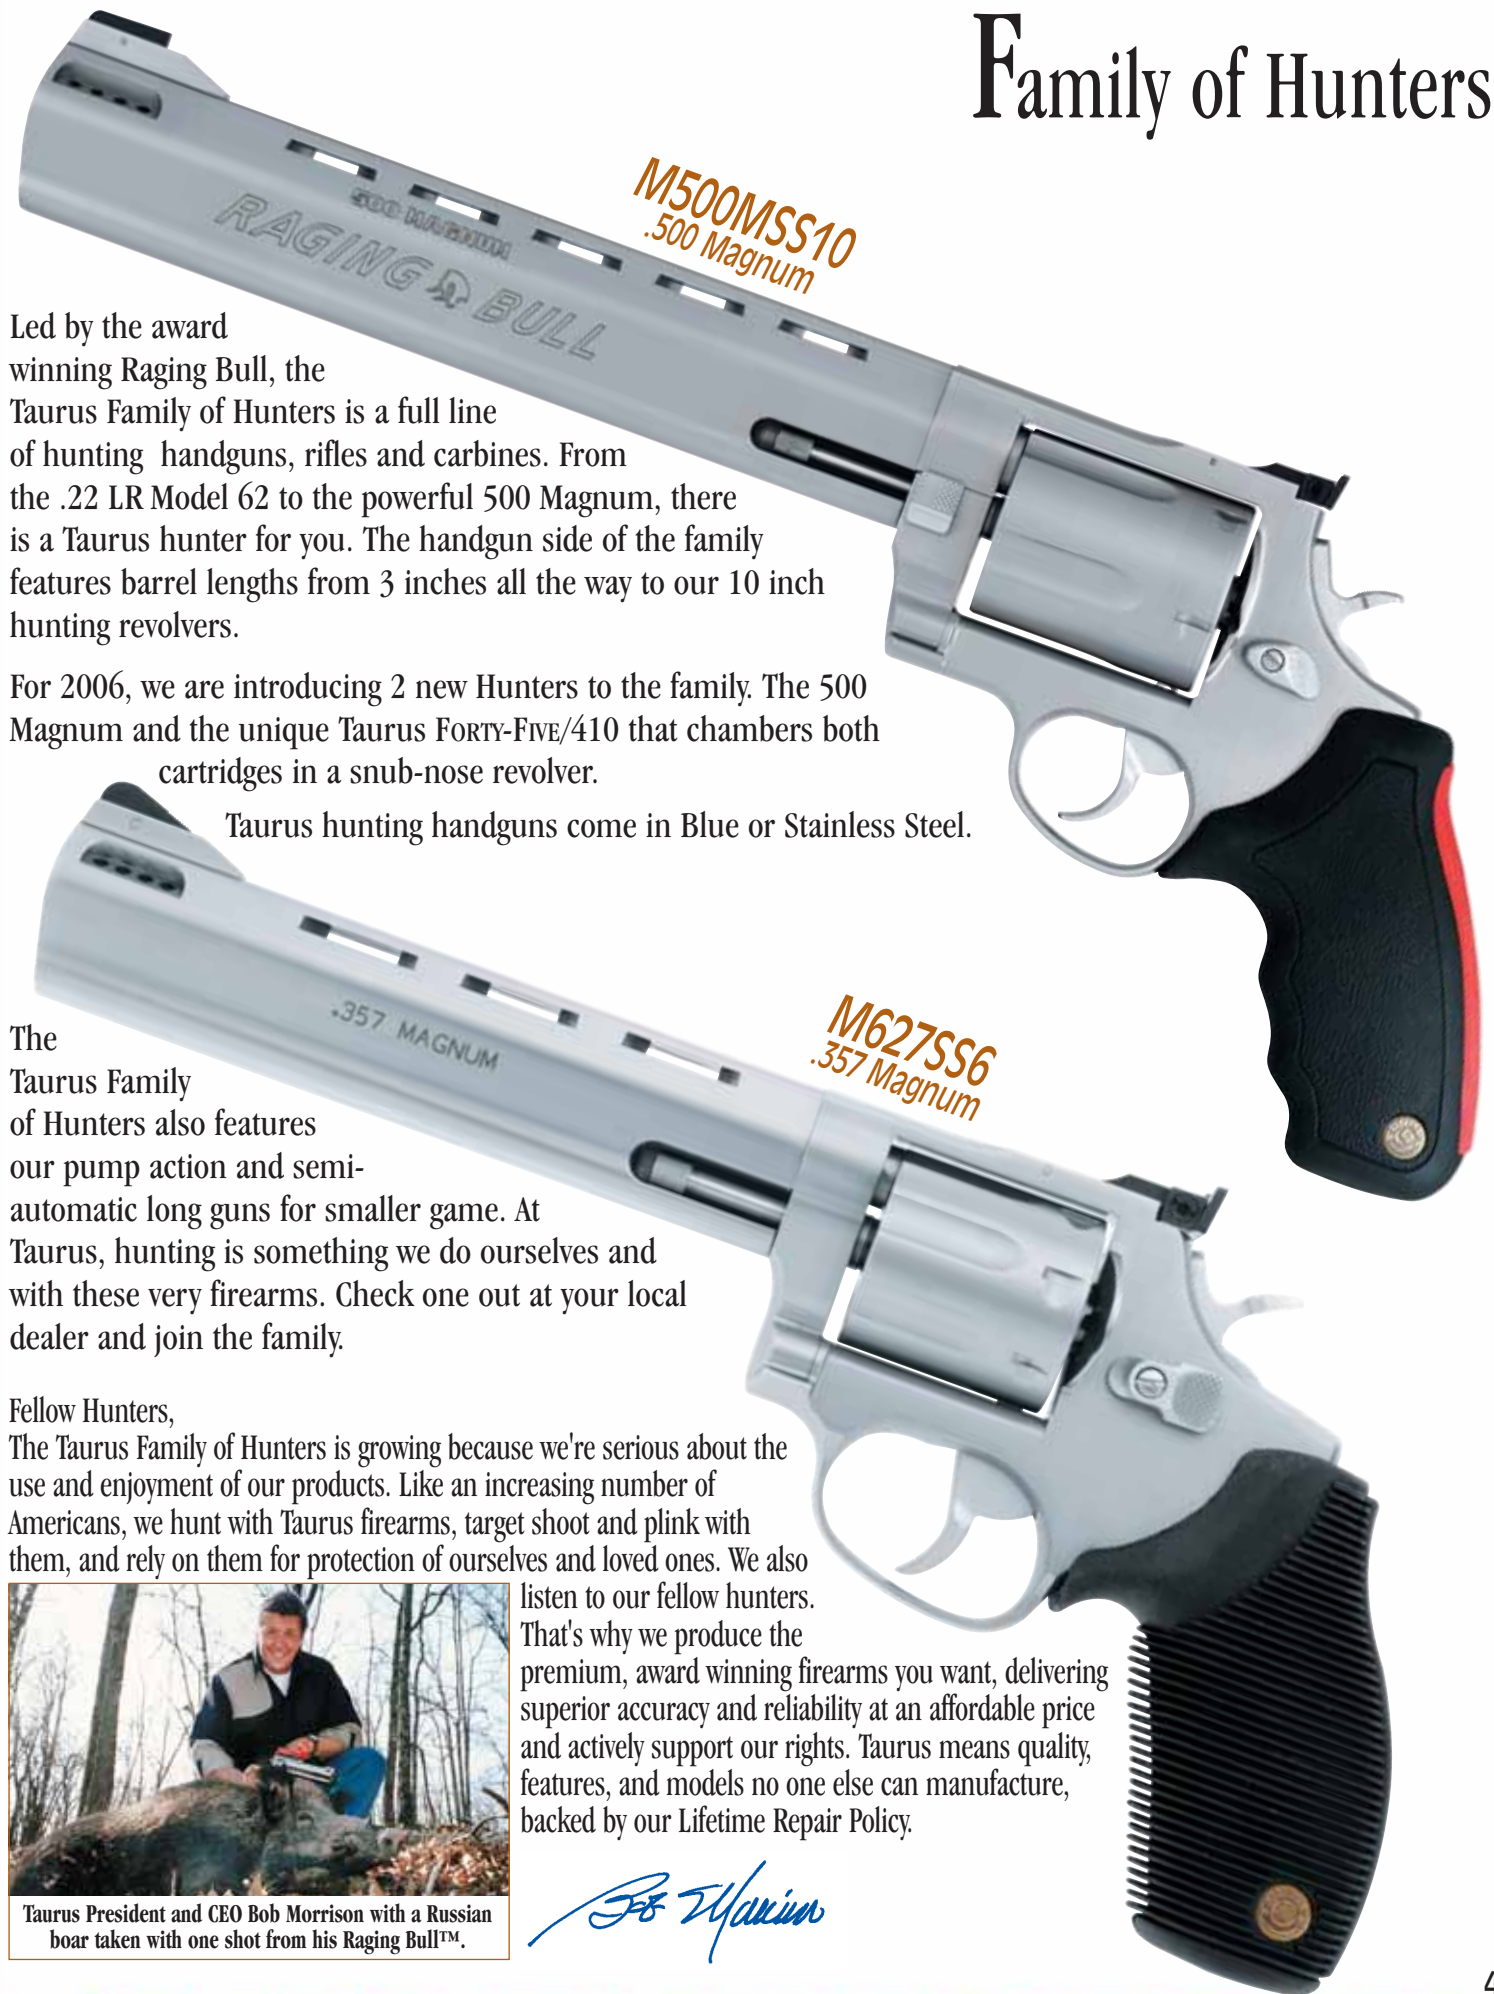 Family of Hunters
M500MSS10
.500 Magnum
500 MAGNUM
RAGING BULL
Led by the award
winning Raging Bull, the
Taurus Family of Hunters is a full line
of hunting handguns, rifles and carbines. From
the .22 LR Model 62 to the powerful 500 Magnum, there
is a Taurus hunter for you. The handgun side of the family
features barrel lengths from 3 inches all the way to our 10 inch
hunting revolvers.
For 2006, we are introducing 2 new Hunters to the family. The 500
Magnum and the unique Taurus FORTY-FIVE/410 that chambers both
cartridges in a snub-nose revolver.
Taurus hunting handguns come in Blue or Stainless Steel.
.357 MAGNUM
M627SS6
.357 Magnum
The
Taurus Family
of Hunters also features
our pump action and semi-
automatic long guns for smaller game. At
Taurus, hunting is something we do ourselves and
with these very firearms. Check one out at your local
dealer and join the family.
Fellow Hunters,
The Taurus Family of Hunters is growing because we're serious about the
use and enjoyment of our products. Like an increasing number of
Americans, we hunt with Taurus firearms, target shoot and plink with
them, and rely on them for protection of ourselves and loved ones. We also
listen to our fellow hunters.
That's why we produce the
premium, award winning firearms you want, delivering
superior accuracy and reliability at an affordable price
and actively support our rights. Taurus means quality,
features, and models no one else can manufacture,
backed by our Lifetime Repair Policy.
Bob Morrison
Taurus President and CEO Bob Morrison with a Russian
boar taken with one shot from his Raging Bull™.